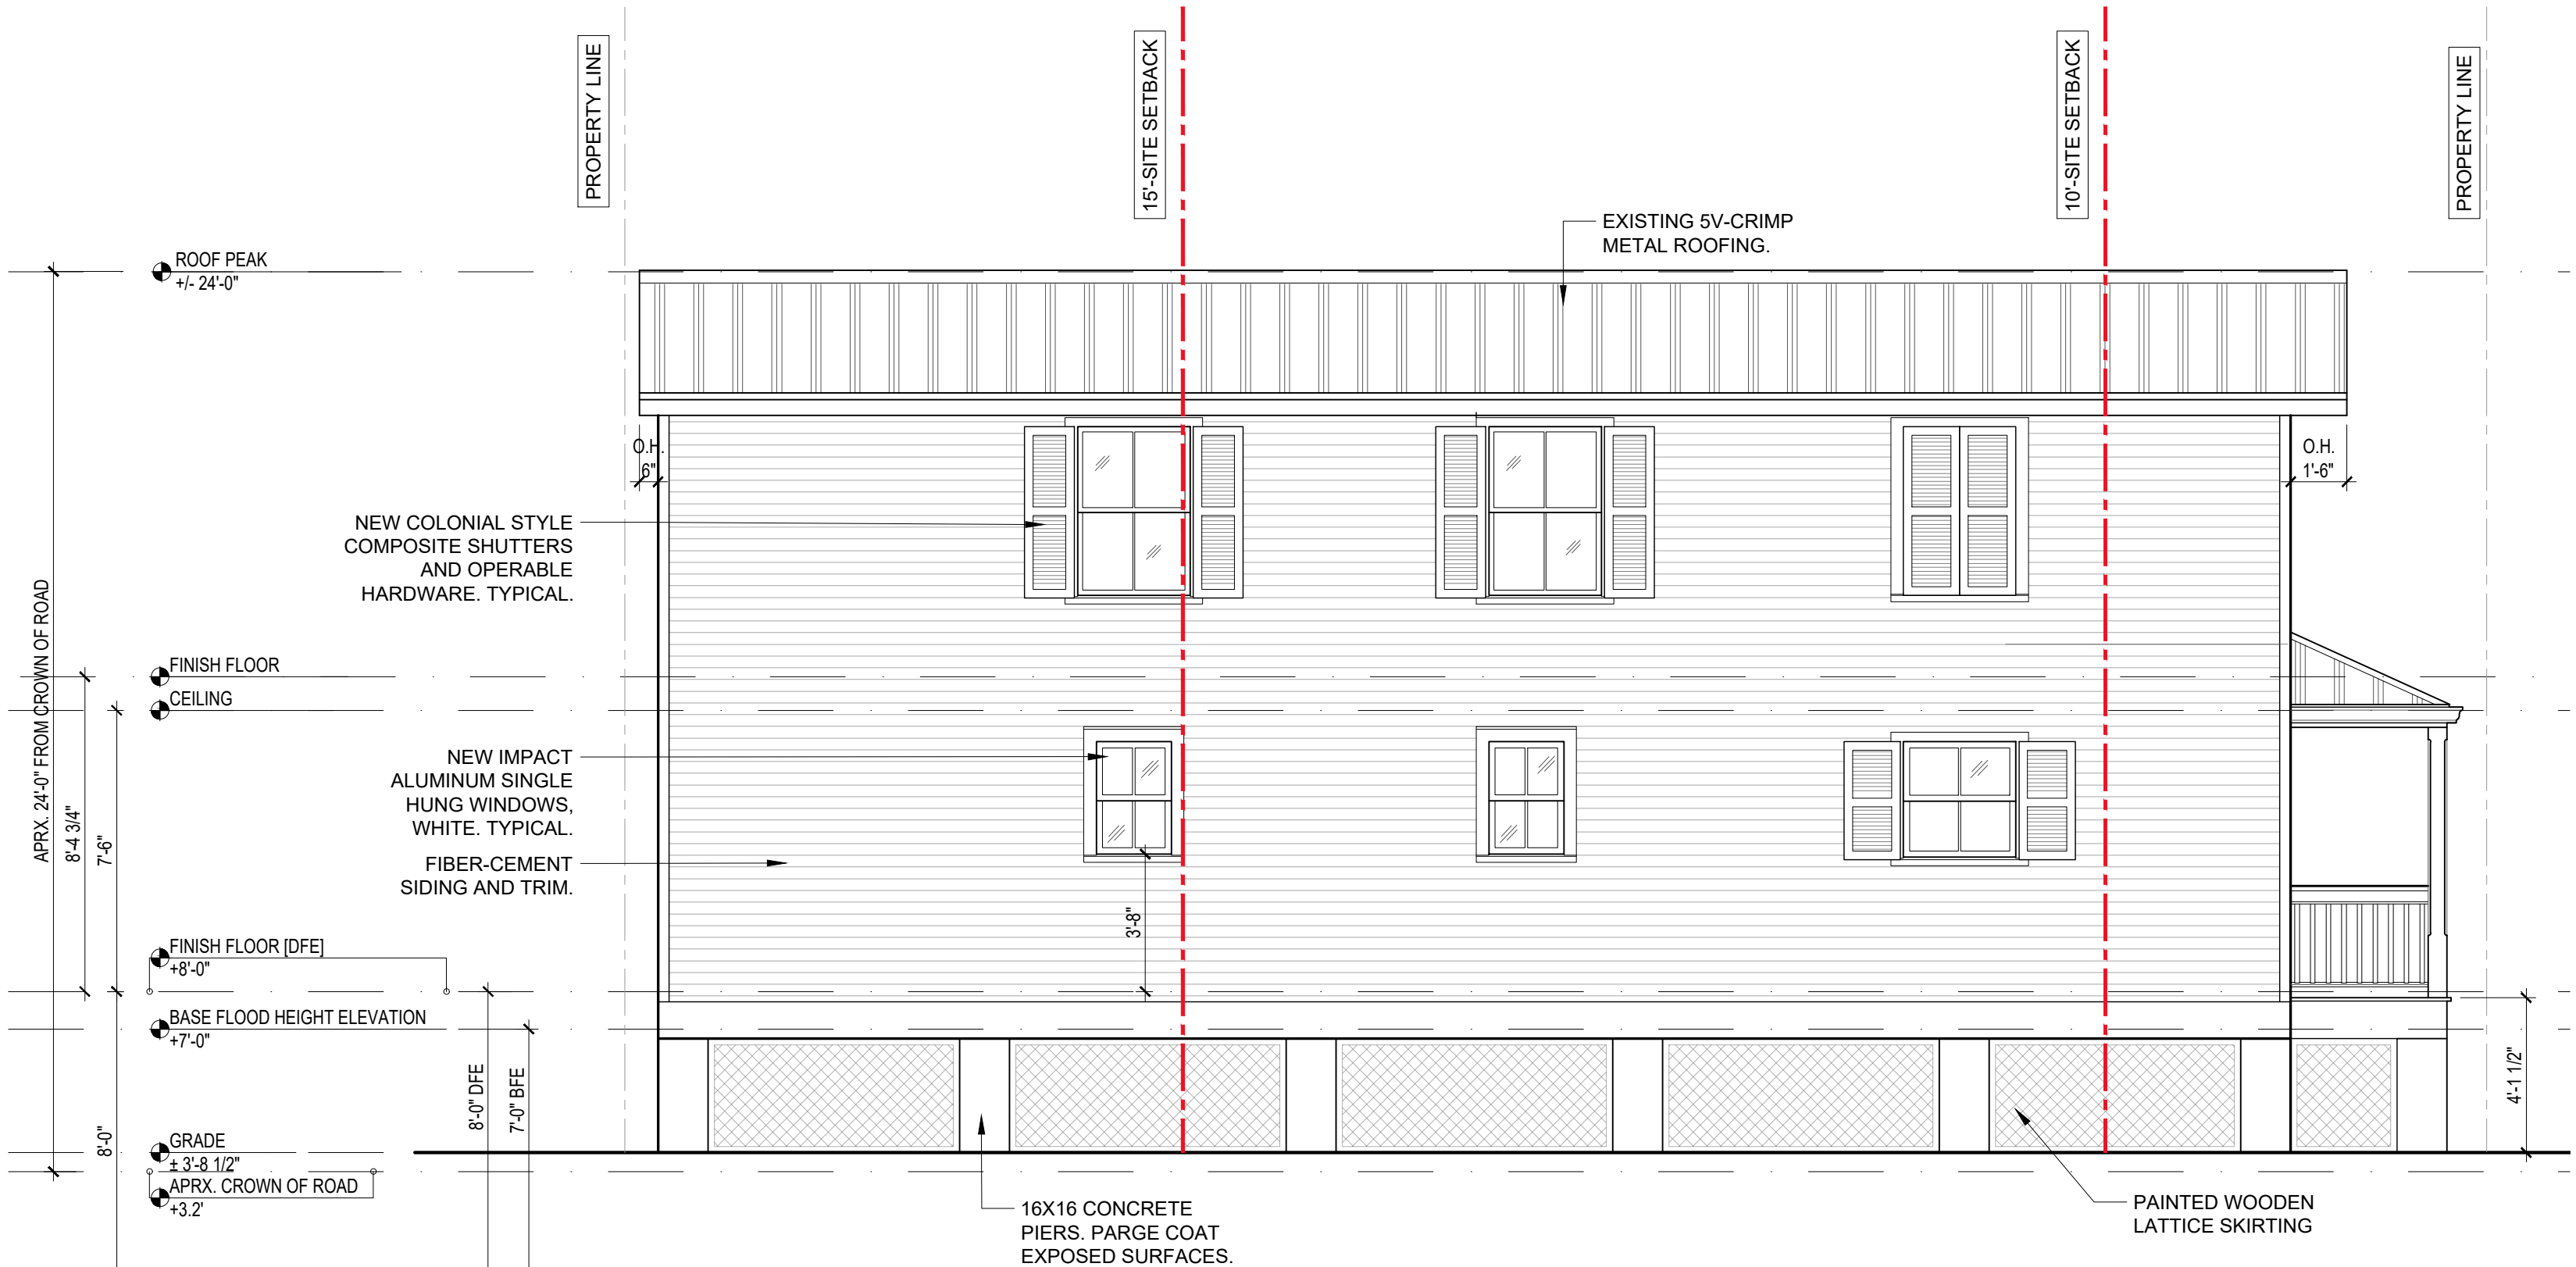 PROPERTY LINE
15'-SITE SETBACK
10'-SITE SETBACK
PROPERTY LINE
EXISTING 5V-CRIMP
METAL ROOFING.
ROOF PEAK
+/- 24'-0"
O.H.
6"
O.H.
1'-6"
NEW COLONIAL STYLE
COMPOSITE SHUTTERS
AND OPERABLE
HARDWARE. TYPICAL.
APRX. 24'-0" FROM CROWN OF ROAD
8'-4 3/4"
7'-6"
FINISH FLOOR
CEILING
NEW IMPACT
ALUMINUM SINGLE
HUNG WINDOWS,
WHITE. TYPICAL.
FIBER-CEMENT
SIDING AND TRIM.
3'-8"
FINISH FLOOR [DFE]
+8'-0"
BASE FLOOD HEIGHT ELEVATION
+7'-0"
8'-0"
8'-0" DFE
7'-0" BFE
4'-1 1/2"
GRADE
± 3'-8 1/2"
APRX. CROWN OF ROAD
+3.2'
16X16 CONCRETE
PIERS. PARGE COAT
EXPOSED SURFACES.
PAINTED WOODEN
LATTICE SKIRTING